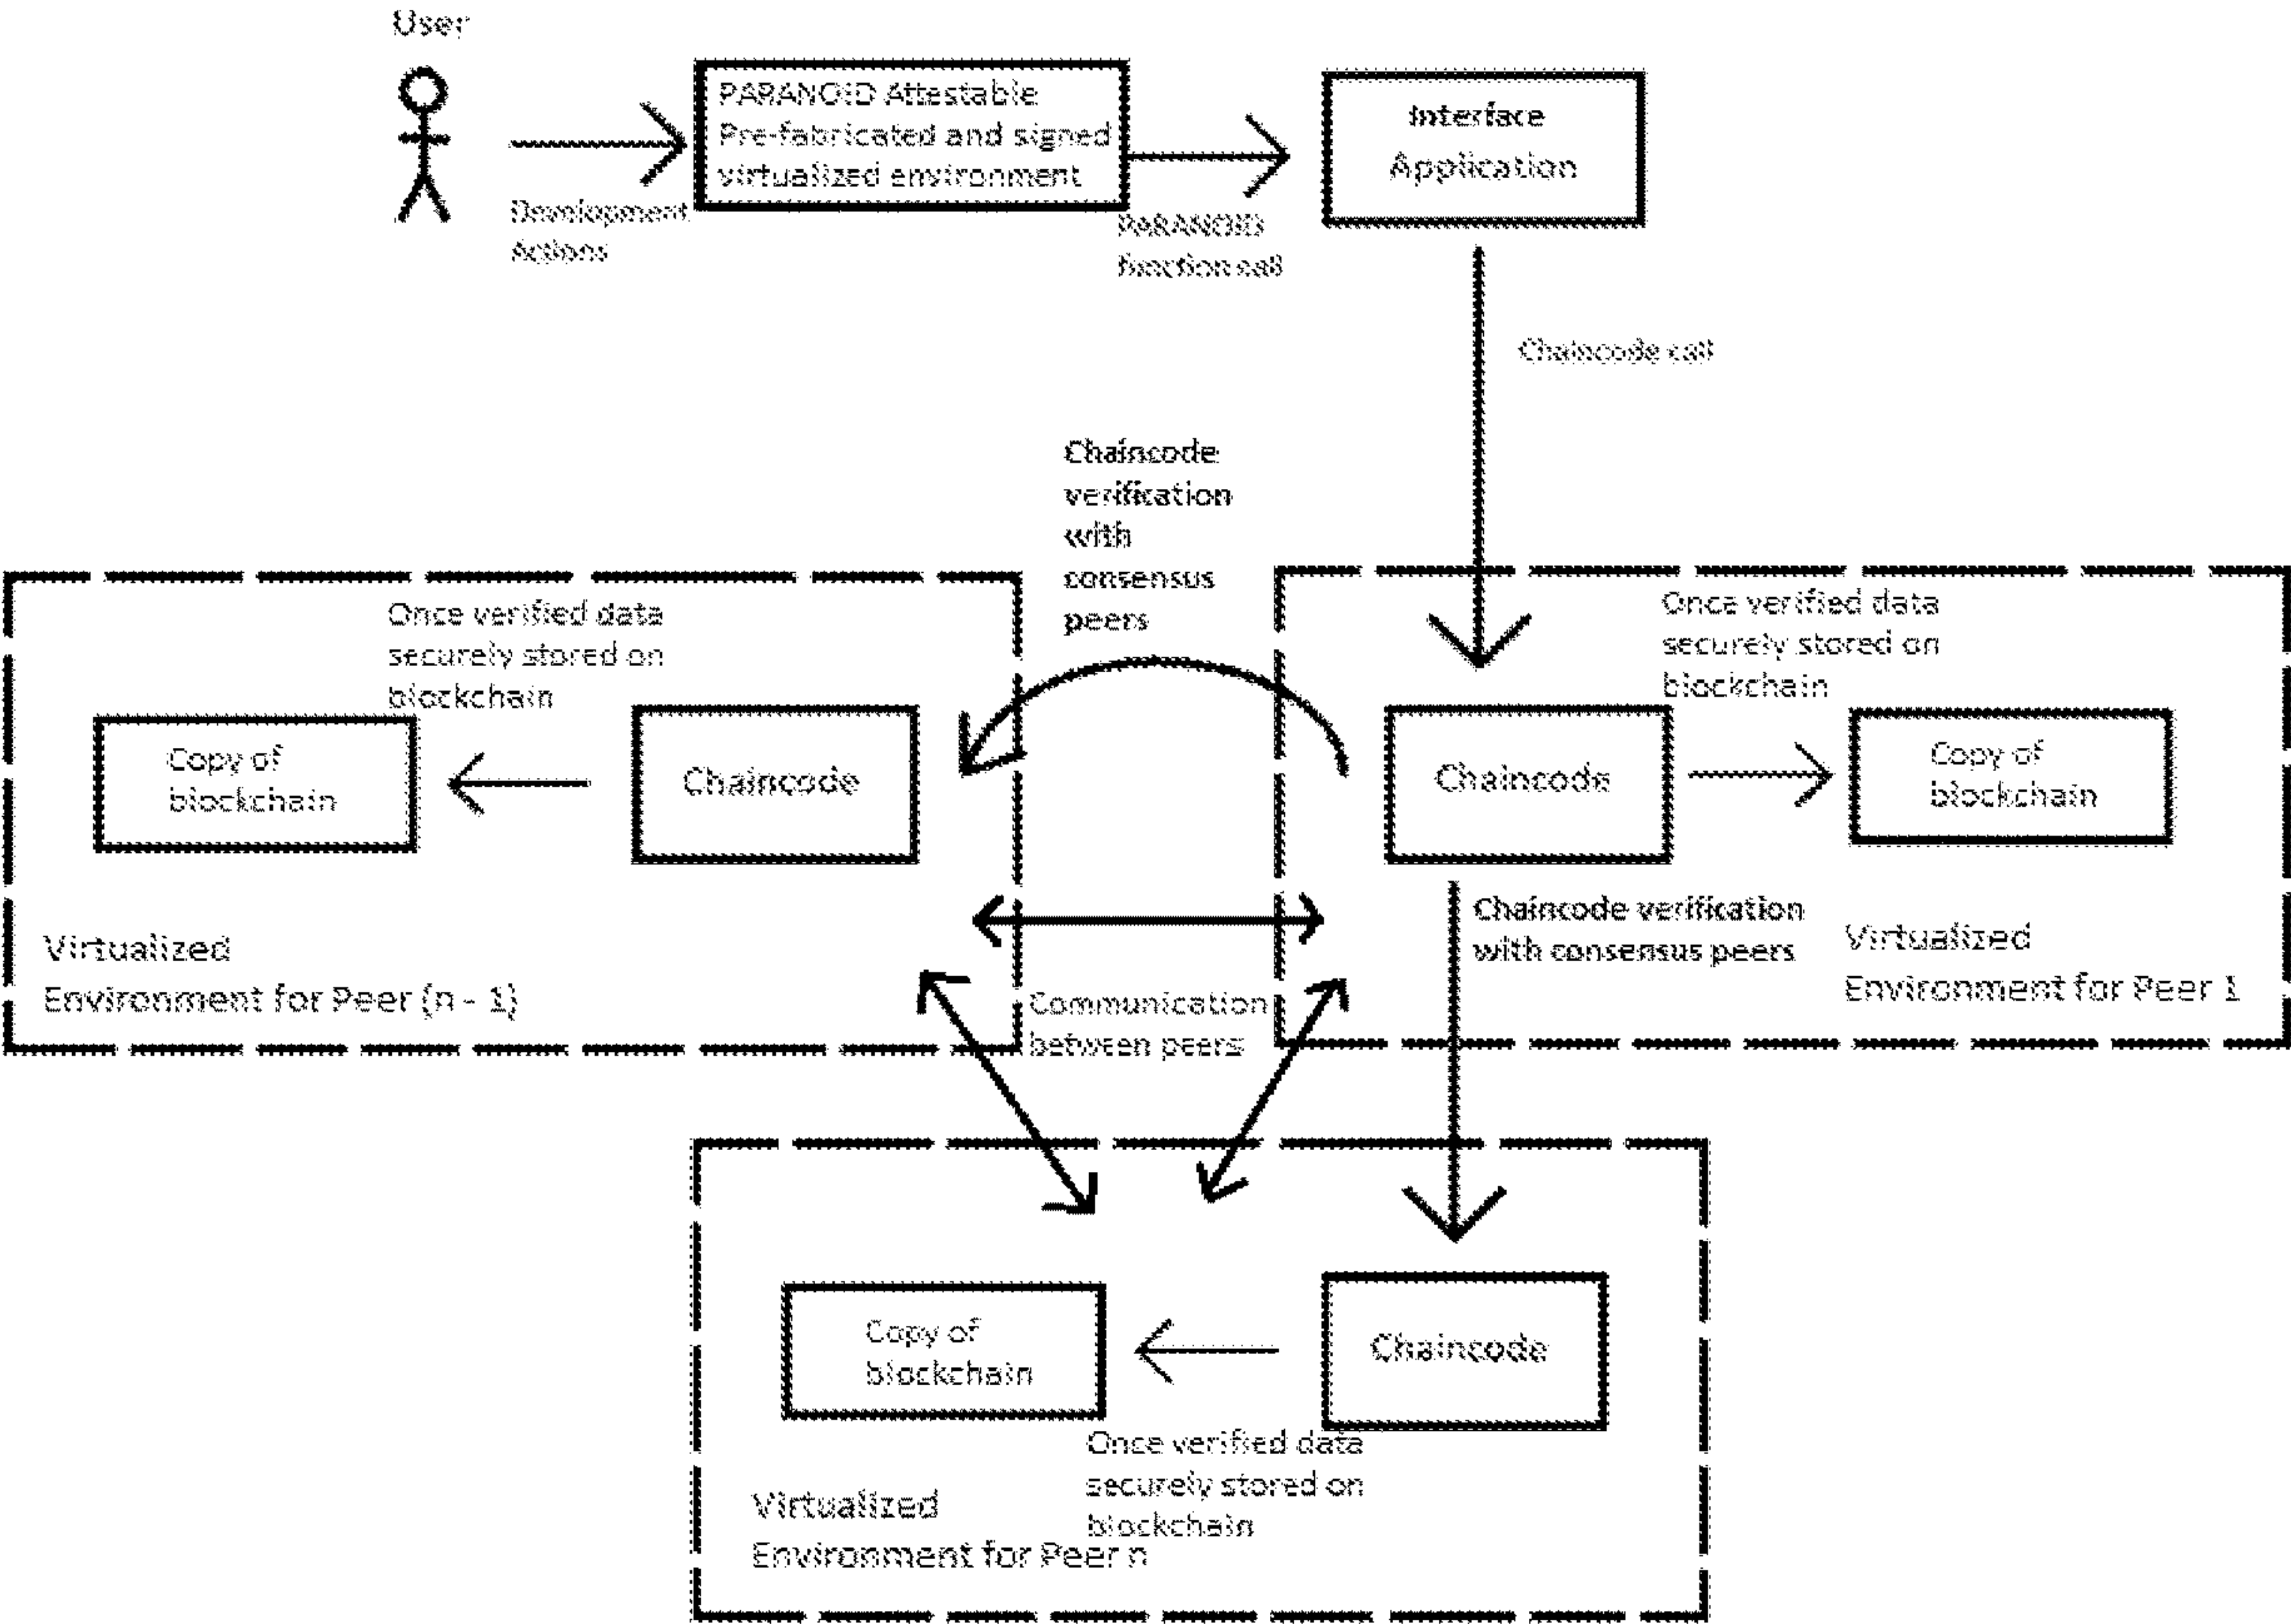 User
PARANOID Attestable
Pre-fabricated and signed
virtualized environment
Interface
Application
Development
Actions
PaRANOID
function call
Chaincode call
Chaincode
verification
with
consensus
peers
Once verified data
securely stored on
blockchain
Once verified data
securely stored on
blockchain
Copy of
blockchain
Chaincode
Chaincode
Copy of
blockchain
Chaincode verification
with consensus peers
Virtualized
Environment for Peer (n - 1)
Virtualized
Environment for Peer 1
Communication
between peers
Copy of
blockchain
Chaincode
Once verified data
securely stored on
blockchain
Virtualized
Environment for Peer n